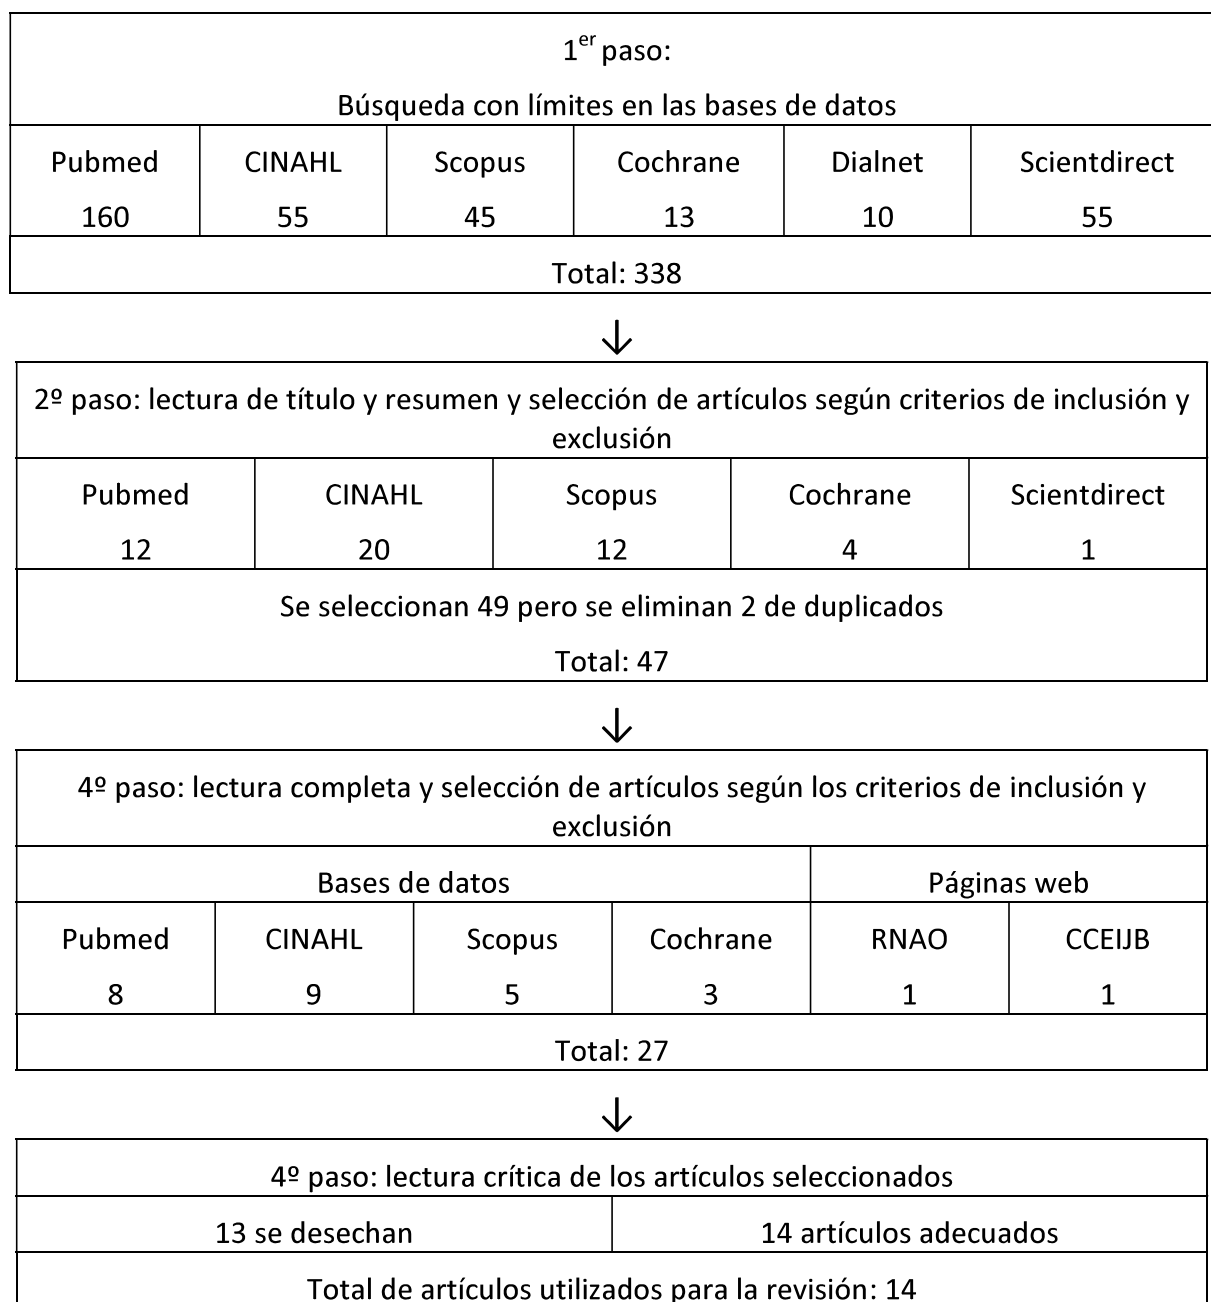 1er paso:
Búsqueda con límites en las bases de datos
Pubmed CINAHL Scopus Cochrane Dialnet Scientdirect
160 55 45 13 10 55
Total: 338
↓
2º paso: lectura de título y resumen y selección de artículos según criterios de inclusión y
exclusión
Pubmed CINAHL Scopus Cochrane Scientdirect
12 20 12 4 1
Se seleccionan 49 pero se eliminan 2 de duplicados
Total: 47
↓
4º paso: lectura completa y selección de artículos según los criterios de inclusión y
exclusión
Bases de datos Páginas web
Pubmed CINAHL Scopus Cochrane RNAO CCEIJB
8 9 5 3 1 1
Total: 27
↓
4º paso: lectura crítica de los artículos seleccionados
13 se desechan 14 artículos adecuados
Total de artículos utilizados para la revisión: 14